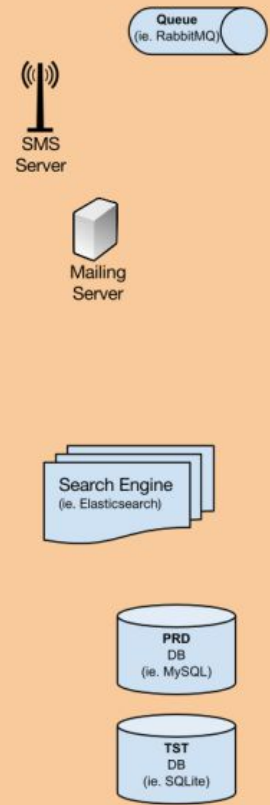 Queue
(ie. RabbitMQ)
SMS
Server
Mailing
Server
Search Engine
(ie. Elasticsearch)
PRD
DB
(ie. MySQL)
TST
DB
(ie. SQLite)